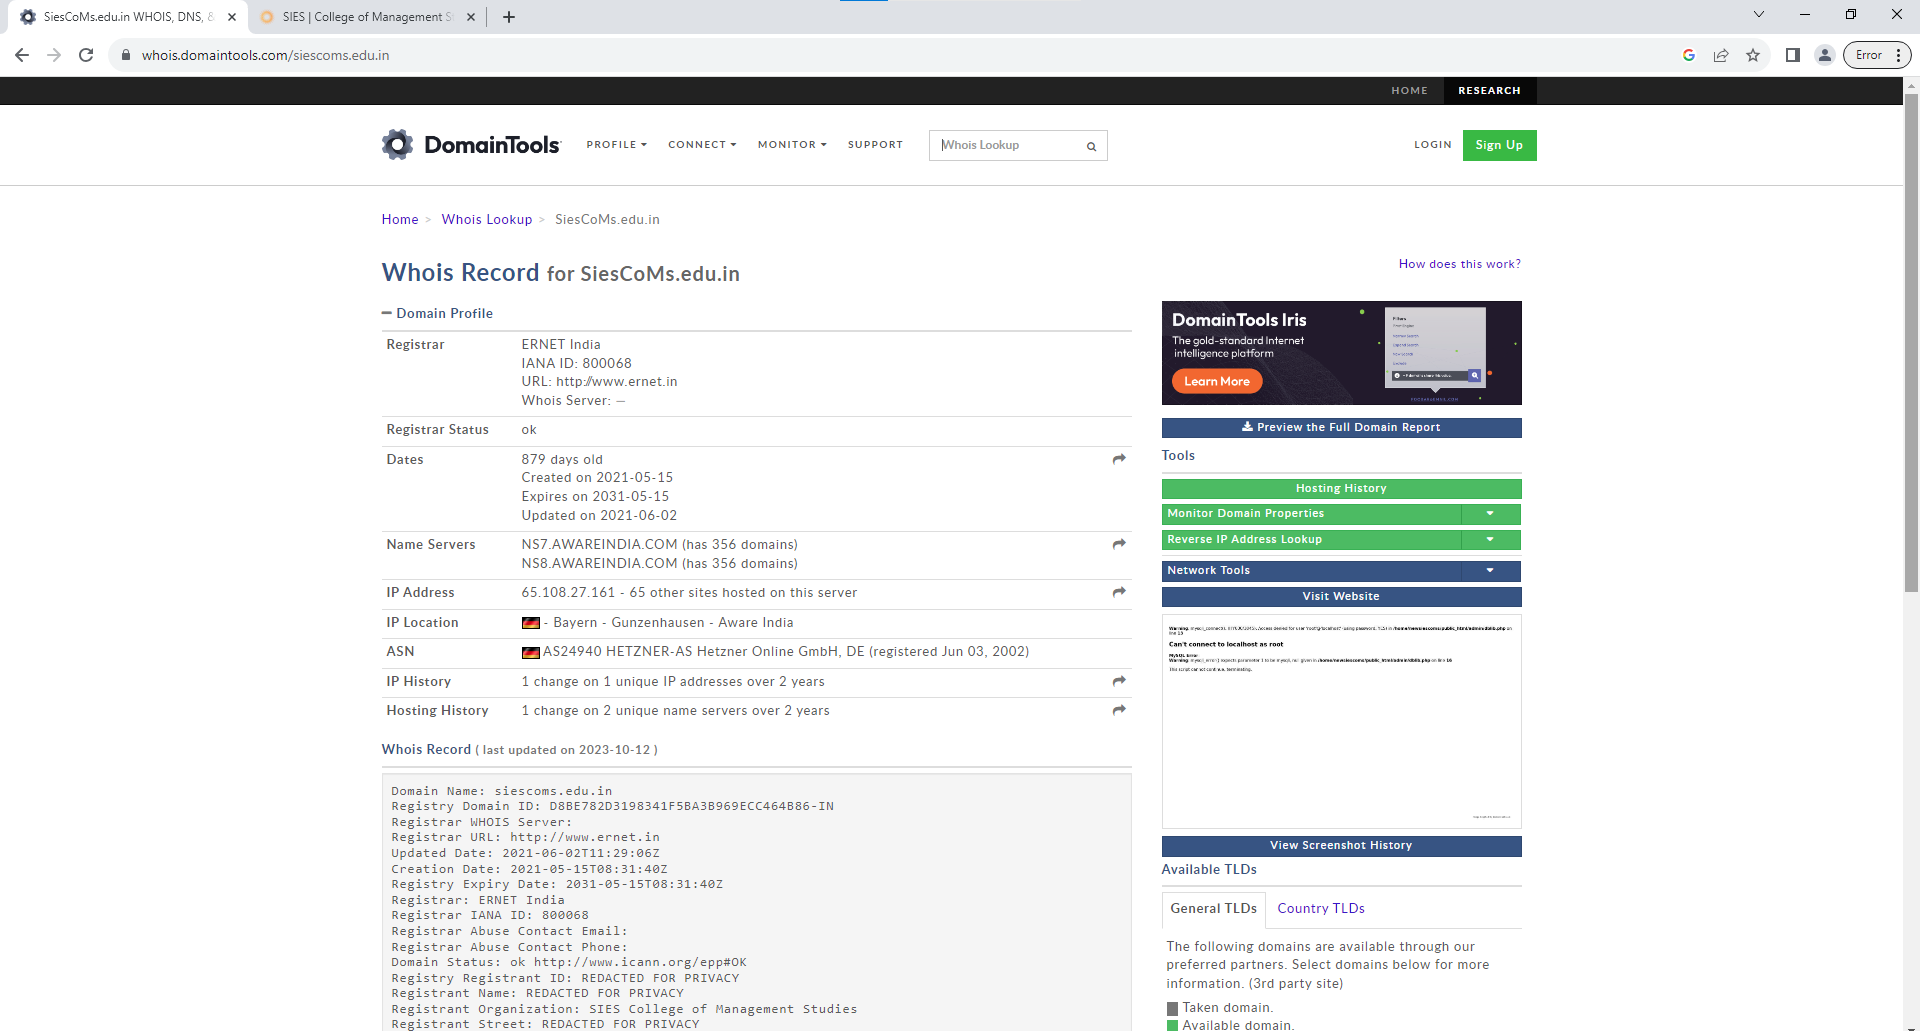 SiesCoMs.edu.in WHOIS, DNS, &
SIES | College of Management St
whois.domaintools.com/siescoms.edu.in
Error
HOME
RESEARCH
DomainTools
PROFILE
CONNECT
MONITOR
SUPPORT
Whois Lookup
LOGIN
Sign Up
Home > Whois Lookup > SiesCoMs.edu.in
Whois Record for SiesCoMs.edu.in
How does this work?
Domain Profile
Registrar
ERNET India
IANA ID: 800068
URL: http://www.ernet.in
Whois Server: —
Registrar Status
ok
Dates
879 days old
Created on 2021-05-15
Expires on 2031-05-15
Updated on 2021-06-02
Name Servers
NS7.AWAREINDIA.COM (has 356 domains)
NS8.AWAREINDIA.COM (has 356 domains)
IP Address
65.108.27.161 - 65 other sites hosted on this server
IP Location
- Bayern - Gunzenhausen - Aware India
ASN
AS24940 HETZNER-AS Hetzner Online GmbH, DE (registered Jun 03, 2002)
IP History
1 change on 1 unique IP addresses over 2 years
Hosting History
1 change on 2 unique name servers over 2 years
Whois Record ( last updated on 2023-10-12 )
Domain Name: siescoms.edu.in
Registry Domain ID: D8BE782D3198341F5BA3B969ECC464B86-IN
Registrar WHOIS Server:
Registrar URL: http://www.ernet.in
Updated Date: 2021-06-02T11:29:06Z
Creation Date: 2021-05-15T08:31:40Z
Registry Expiry Date: 2031-05-15T08:31:40Z
Registrar: ERNET India
Registrar IANA ID: 800068
Registrar Abuse Contact Email:
Registrar Abuse Contact Phone:
Domain Status: ok http://www.icann.org/epp#OK
Registry Registrant ID: REDACTED FOR PRIVACY
Registrant Name: REDACTED FOR PRIVACY
Registrant Organization: SIES College of Management Studies
Registrant Street: REDACTED FOR PRIVACY
DomainTools Iris
The gold-standard Internet
intelligence platform
Learn More
Filters
Preview the Full Domain Report
Tools
Hosting History
Monitor Domain Properties
Reverse IP Address Lookup
Network Tools
Visit Website
Can't connect to localhost as root
MySQL Error
This script cannot continue, terminating.
View Screenshot History
Available TLDs
General TLDs
Country TLDs
The following domains are available through our
preferred partners. Select domains below for more
information. (3rd party site)
Taken domain.
Available domain.